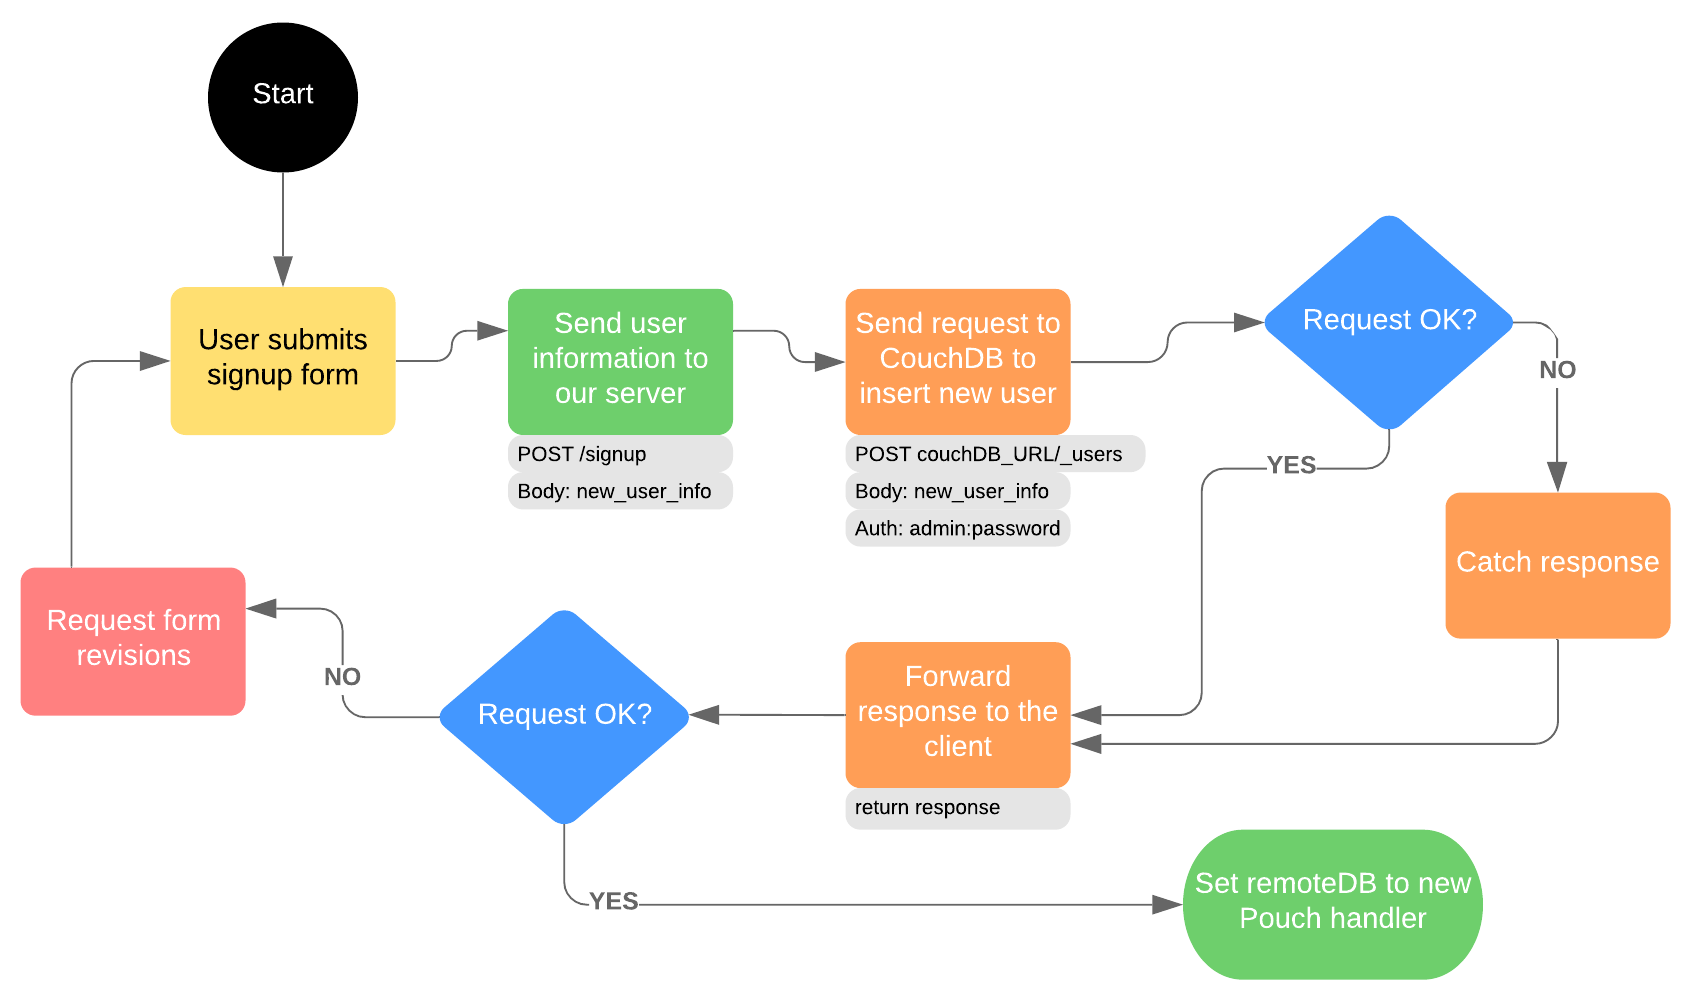 Start
User submits
signup form
Send user
information to
our server
POST /signup
Body: new_user_info
Send request to
CouchDB to
insert new user
POST couchDB_URL/_users
Body: new_user_info
Auth: admin:password
Request OK?
NO
YES
Catch response
Forward
response to the
client
return response
Request OK?
NO
Request form
revisions
YES
Set remoteDB to new
Pouch handler